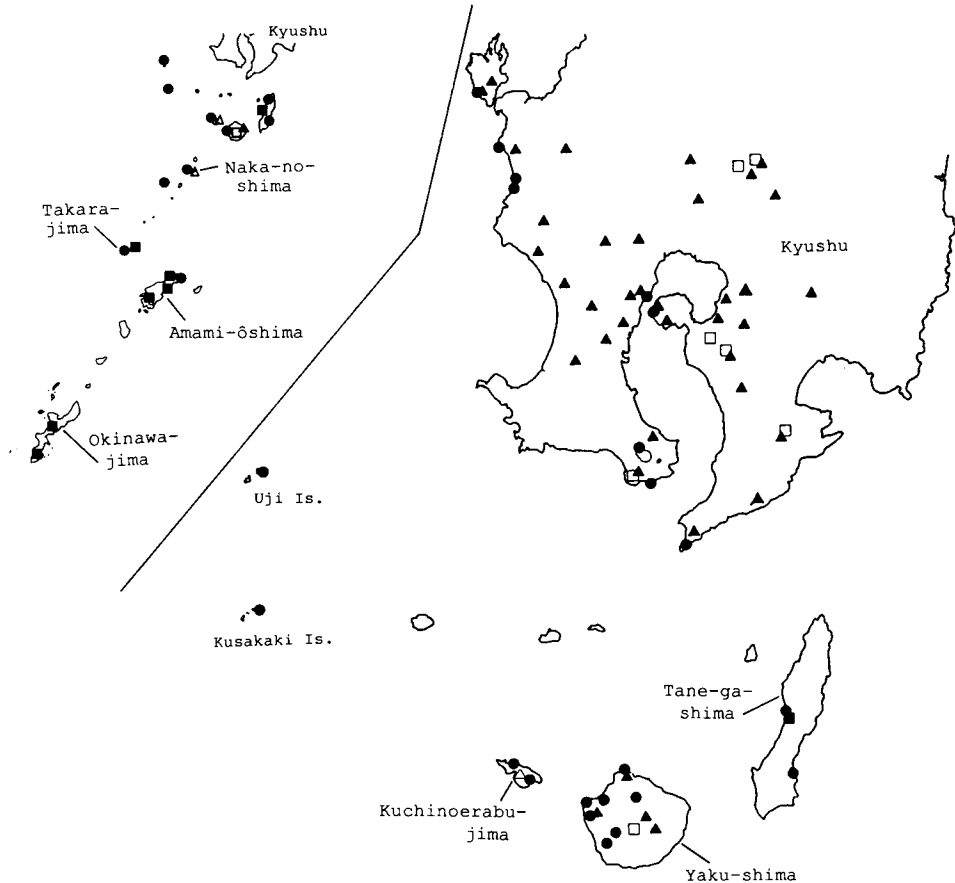 Kyushu
Naka-no-
shima
Takara-
jima
Amami-ôshima
Okinawa-
jima
Kyushu
Uji Is.
Kusakaki Is.
Tane-ga-
shima
Kuchinoerabu-
jima
Yaku-shima